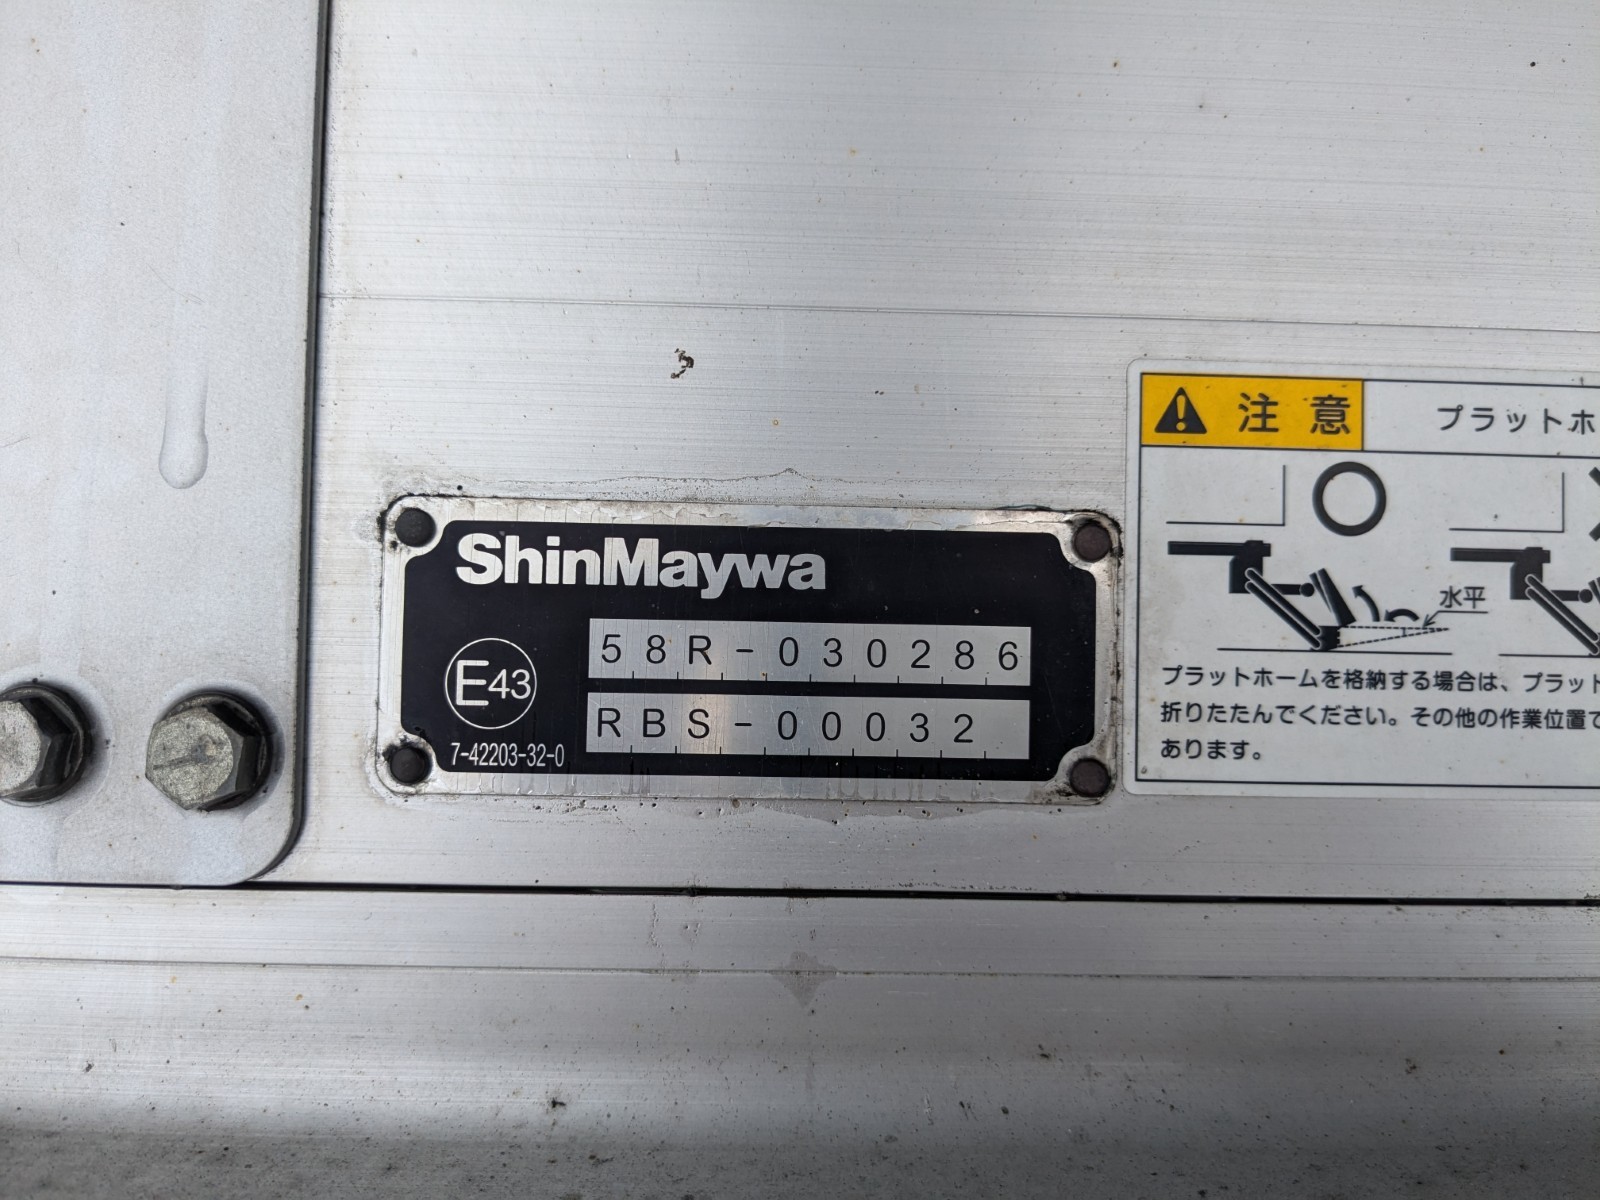 ShinMaywa
58R-030286
E43
RBS-00032
7-42203-32-0
注意
プラットホ
水平
プラットホームを格納する場合は、プラット
折りたたんでください。その他の作業位置で
あります。